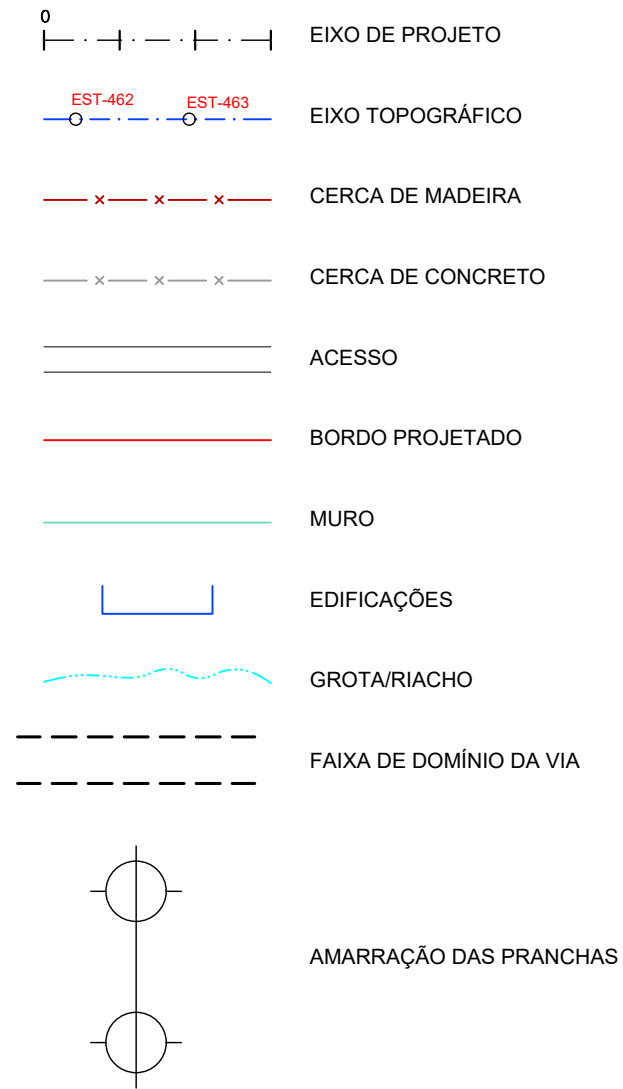 0
EIXO DE PROJETO
EST-462 EST-463
EIXO TOPOGRÁFICO
CERCA DE MADEIRA
CERCA DE CONCRETO
ACESSO
BORDO PROJETADO
MURO
EDIFICAÇÕES
GROTA/RIACHO
FAIXA DE DOMÍNIO DA VIA
AMARRAÇÃO DAS PRANCHAS